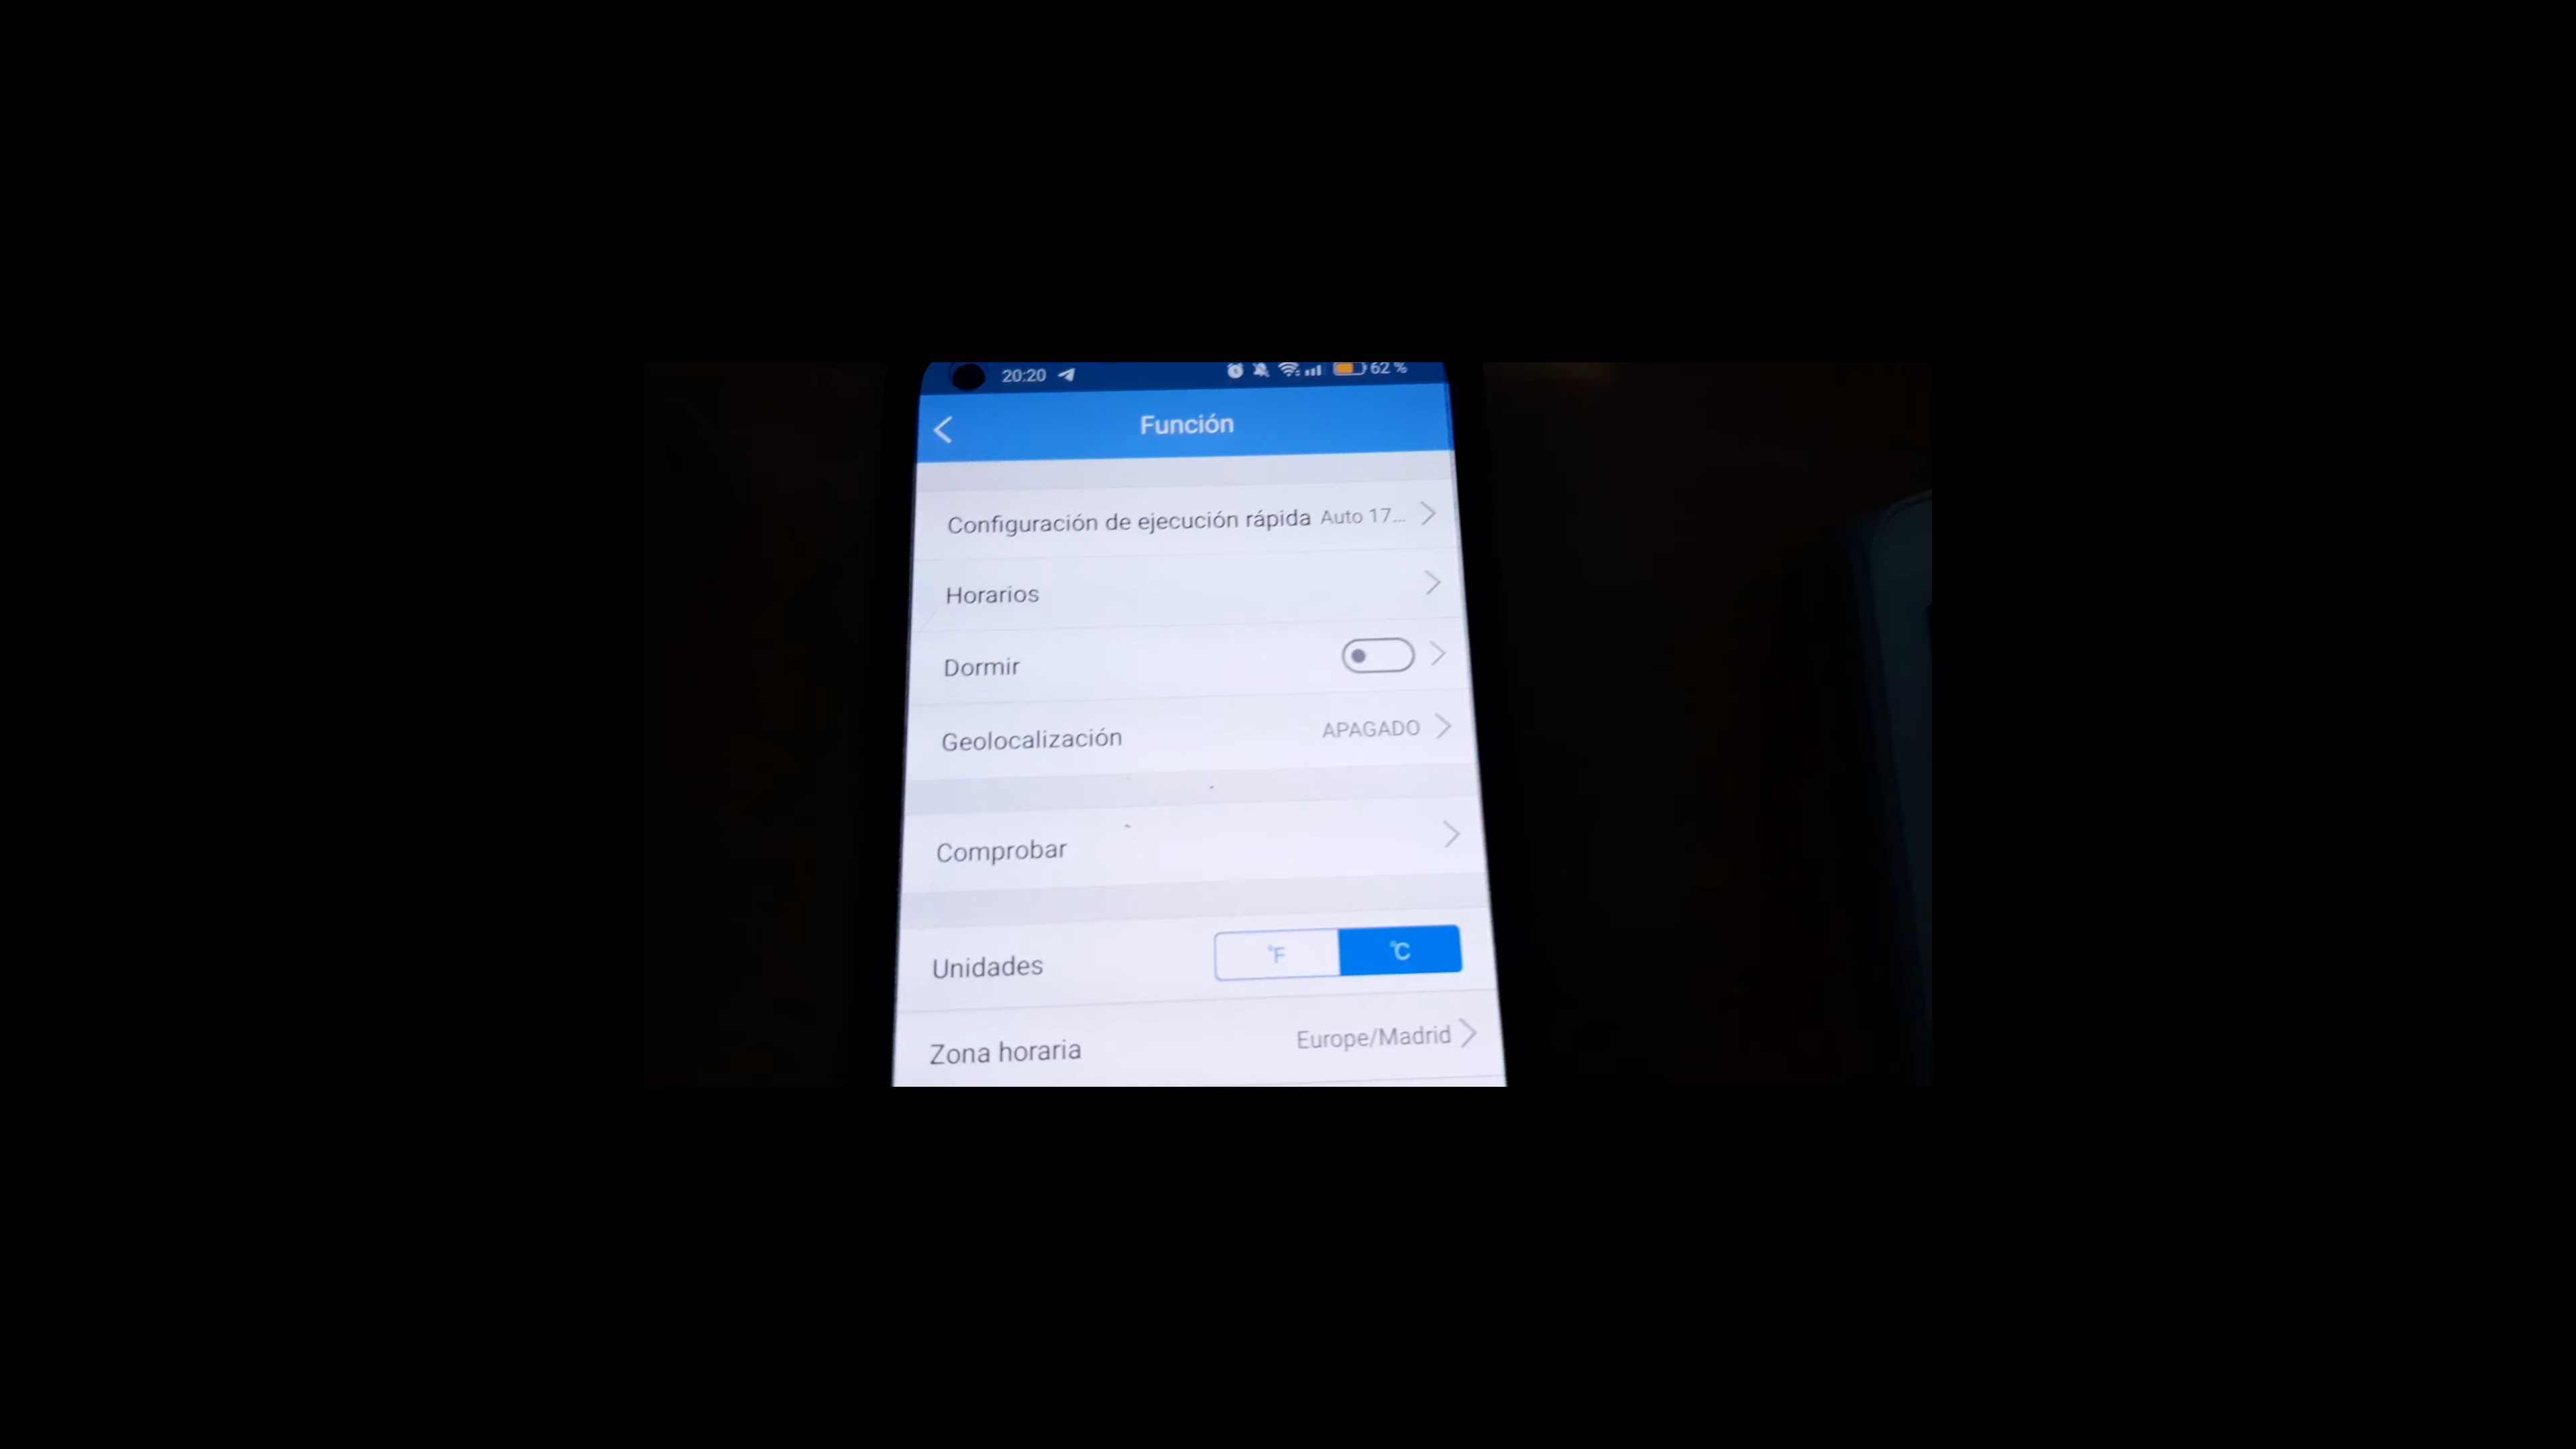 20:20 62 %
Función
Configuración de ejecución rápida Auto 17...
Horarios
Dormir
Geolocalización APAGADO
Comprobar
Unidades °F °C
Zona horaria Europe/Madrid